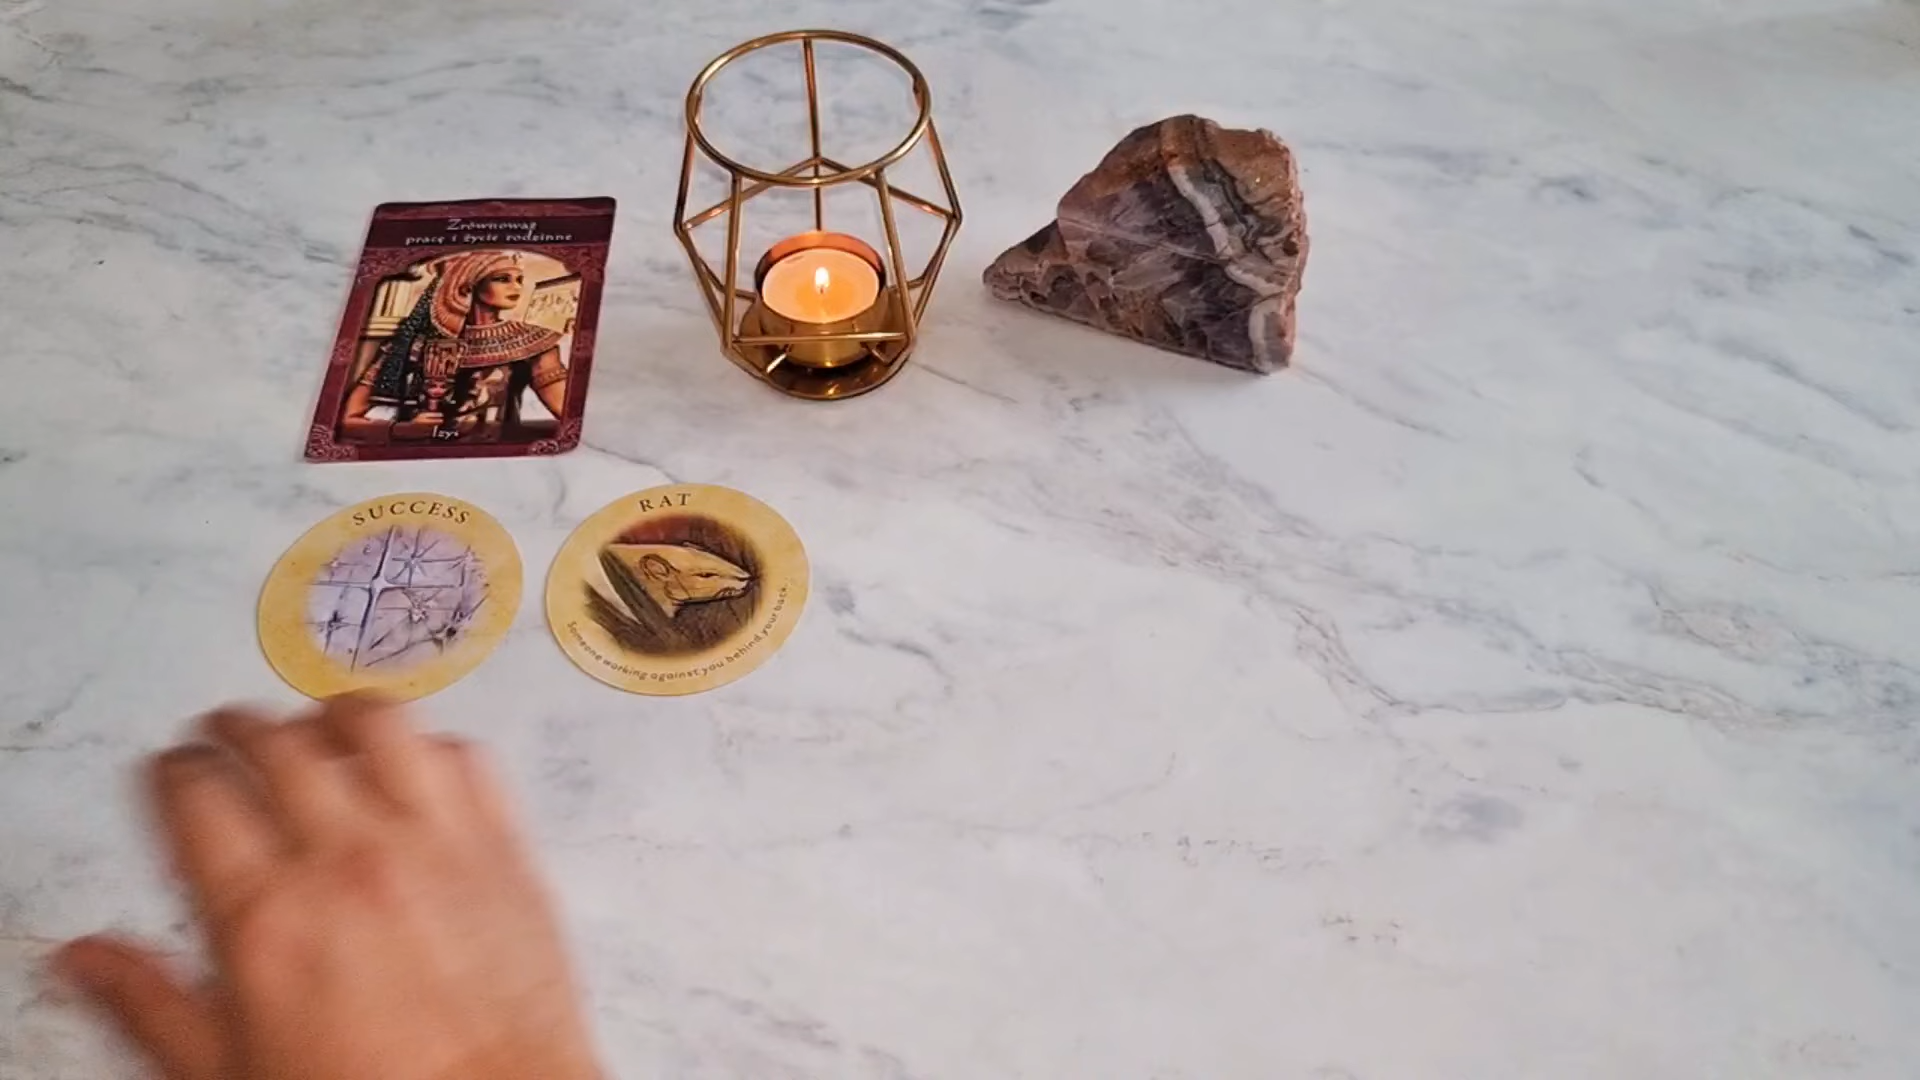 Zrównoważ
pracę i życie rodzinne
Izyś
SUCCESS
RAT
Someone working against you behind your back.